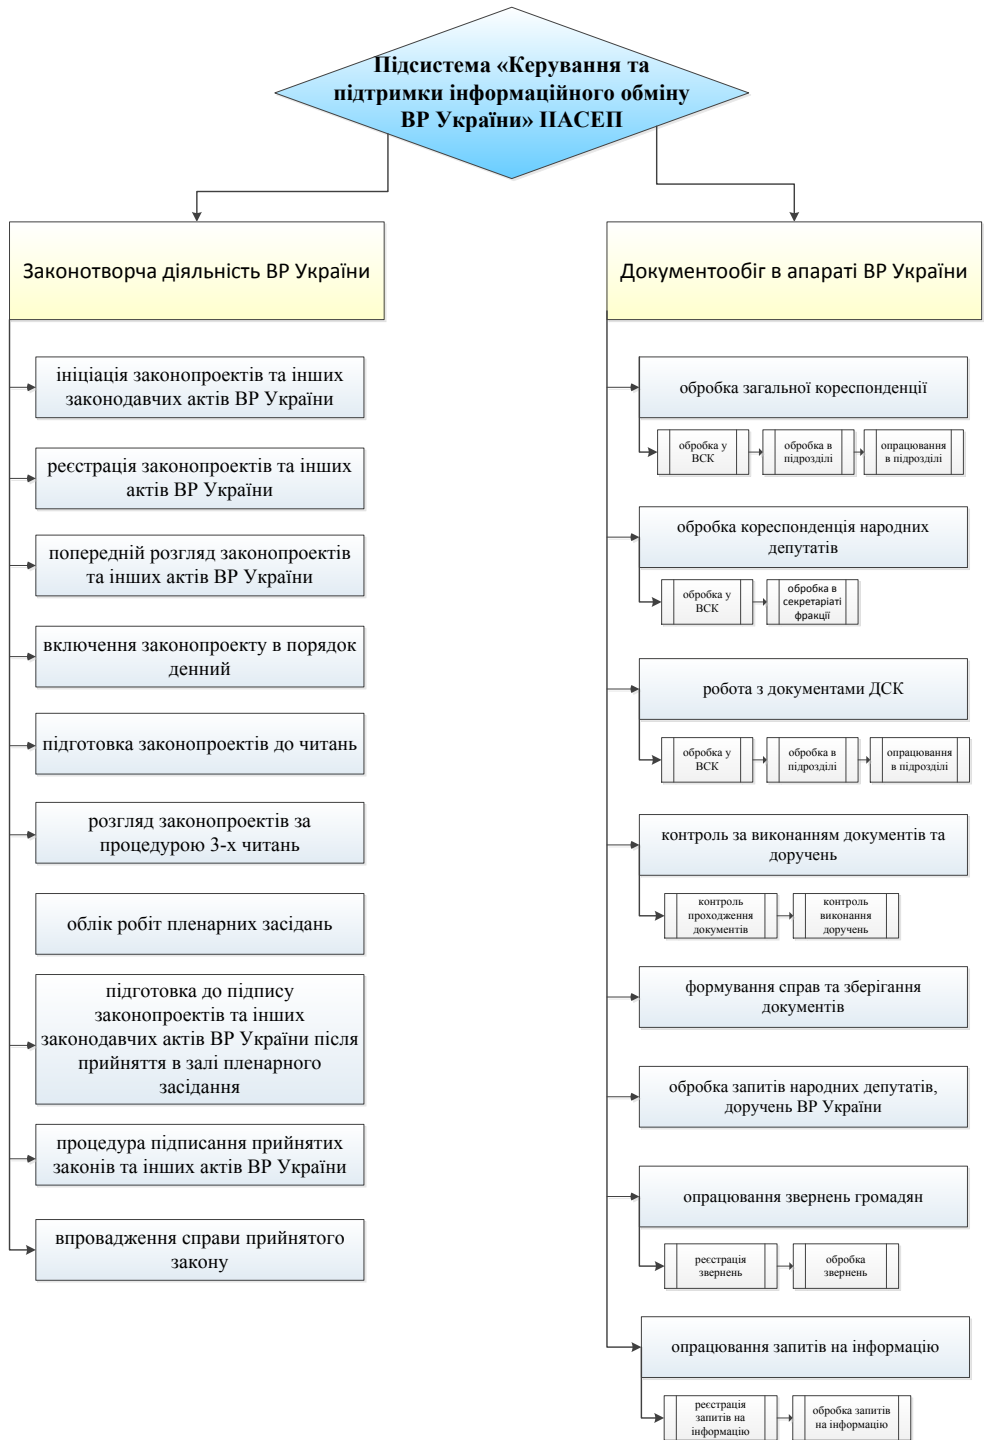 Підсистема «Керування та
підтримки інформаційного обміну
ВР України» ПАСЕП
Законотворча діяльність ВР України
ініціація законопроектів та інших
законодавчих актів ВР України
реєстрація законопроектів та інших
актів ВР України
попередній розгляд законопроектів
та інших актів ВР України
включення законопроекту в порядок
денний
підготовка законопроектів до читань
розгляд законопроектів за
процедурою 3-х читань
облік робіт пленарних засідань
підготовка до підпису
законопроектів та інших
законодавчих актів ВР України після
прийняття в залі пленарного
засідання
процедура підписання прийнятих
законів та інших актів ВР України
впровадження справи прийнятого
закону
Документообіг в апараті ВР України
обробка загальної кореспонденції
обробка у
ВСК
обробка в
підрозділі
опрацювання
в підрозділі
обробка кореспонденція народних
депутатів
обробка у
ВСК
обробка в
секретаріаті
фракції
робота з документами ДСК
обробка у
ВСК
обробка в
підрозділі
опрацювання
в підрозділі
контроль за виконанням документів та
доручень
контроль
проходження
документів
контроль
виконання
доручень
формування справ та зберігання
документів
обробка запитів народних депутатів,
доручень ВР України
опрацювання звернень громадян
реєстрація
звернень
обробка
звернень
опрацювання запитів на інформацію
реєстрація
запитів на
інформацію
обробка запитів
на інформацію